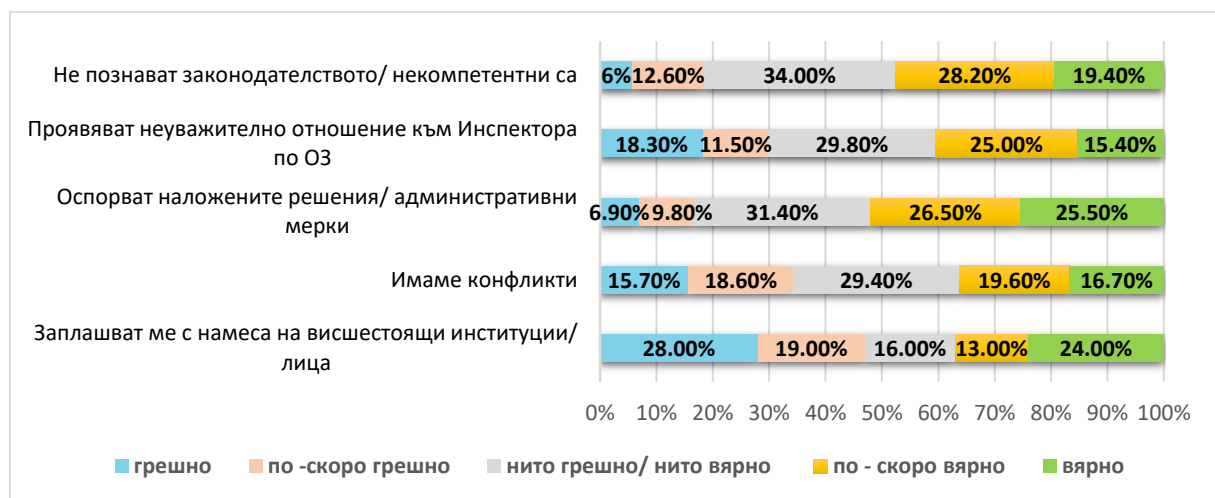 Не познават законодателството/ некомпетентни са
6% 12.60% 34.00% 28.20% 19.40%
Проявяват неуважително отношение към Инспектора
по ОЗ
18.30% 11.50% 29.80% 25.00% 15.40%
Оспорват наложените решения/ административни
мерки
6.90% 9.80% 31.40% 26.50% 25.50%
Имаме конфликти
15.70% 18.60% 29.40% 19.60% 16.70%
Заплашват ме с намеса на висшестоящи институции/
лица
28.00% 19.00% 16.00% 13.00% 24.00%
0% 10% 20% 30% 40% 50% 60% 70% 80% 90% 100%
грешно по -скоро грешно нито грешно/ нито вярно по - скоро вярно вярно